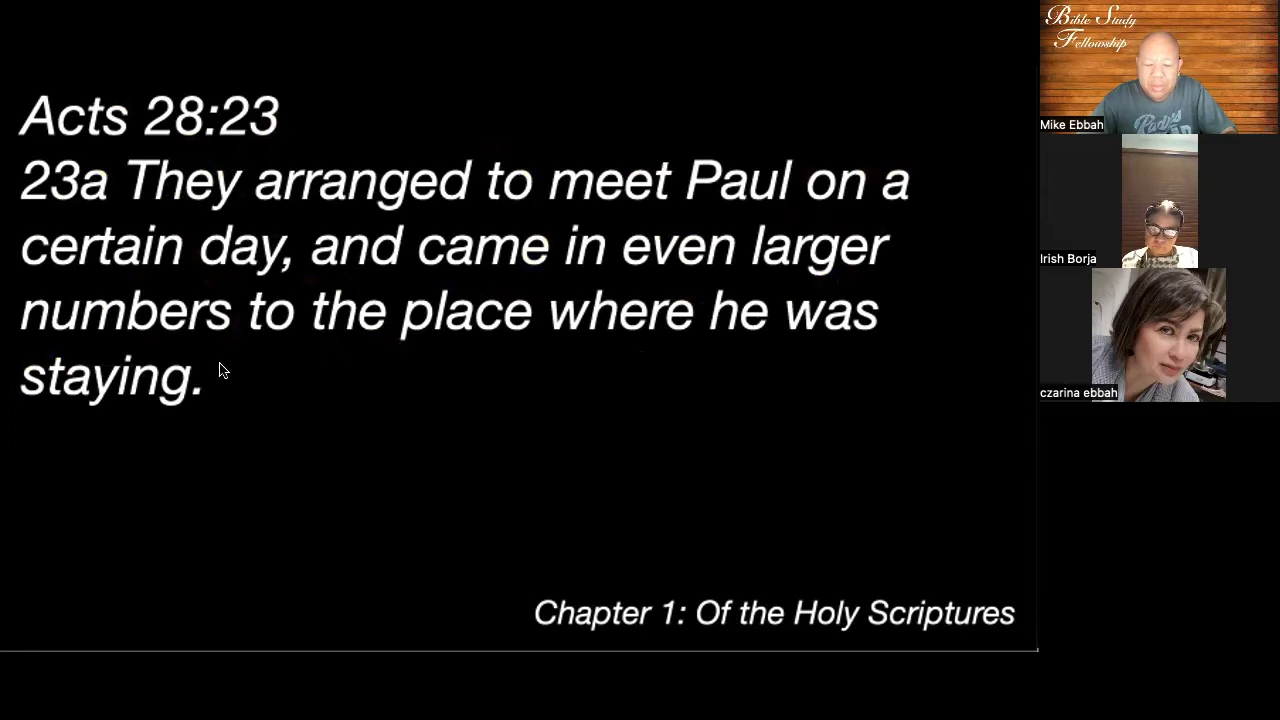 Acts 28:23
23a They arranged to meet Paul on a
certain day, and came in even larger
numbers to the place where he was
staying.
Chapter 1: Of the Holy Scriptures
Bible Study
Fellowship
Mike Ebbah
Irish Borja
czarina ebbah